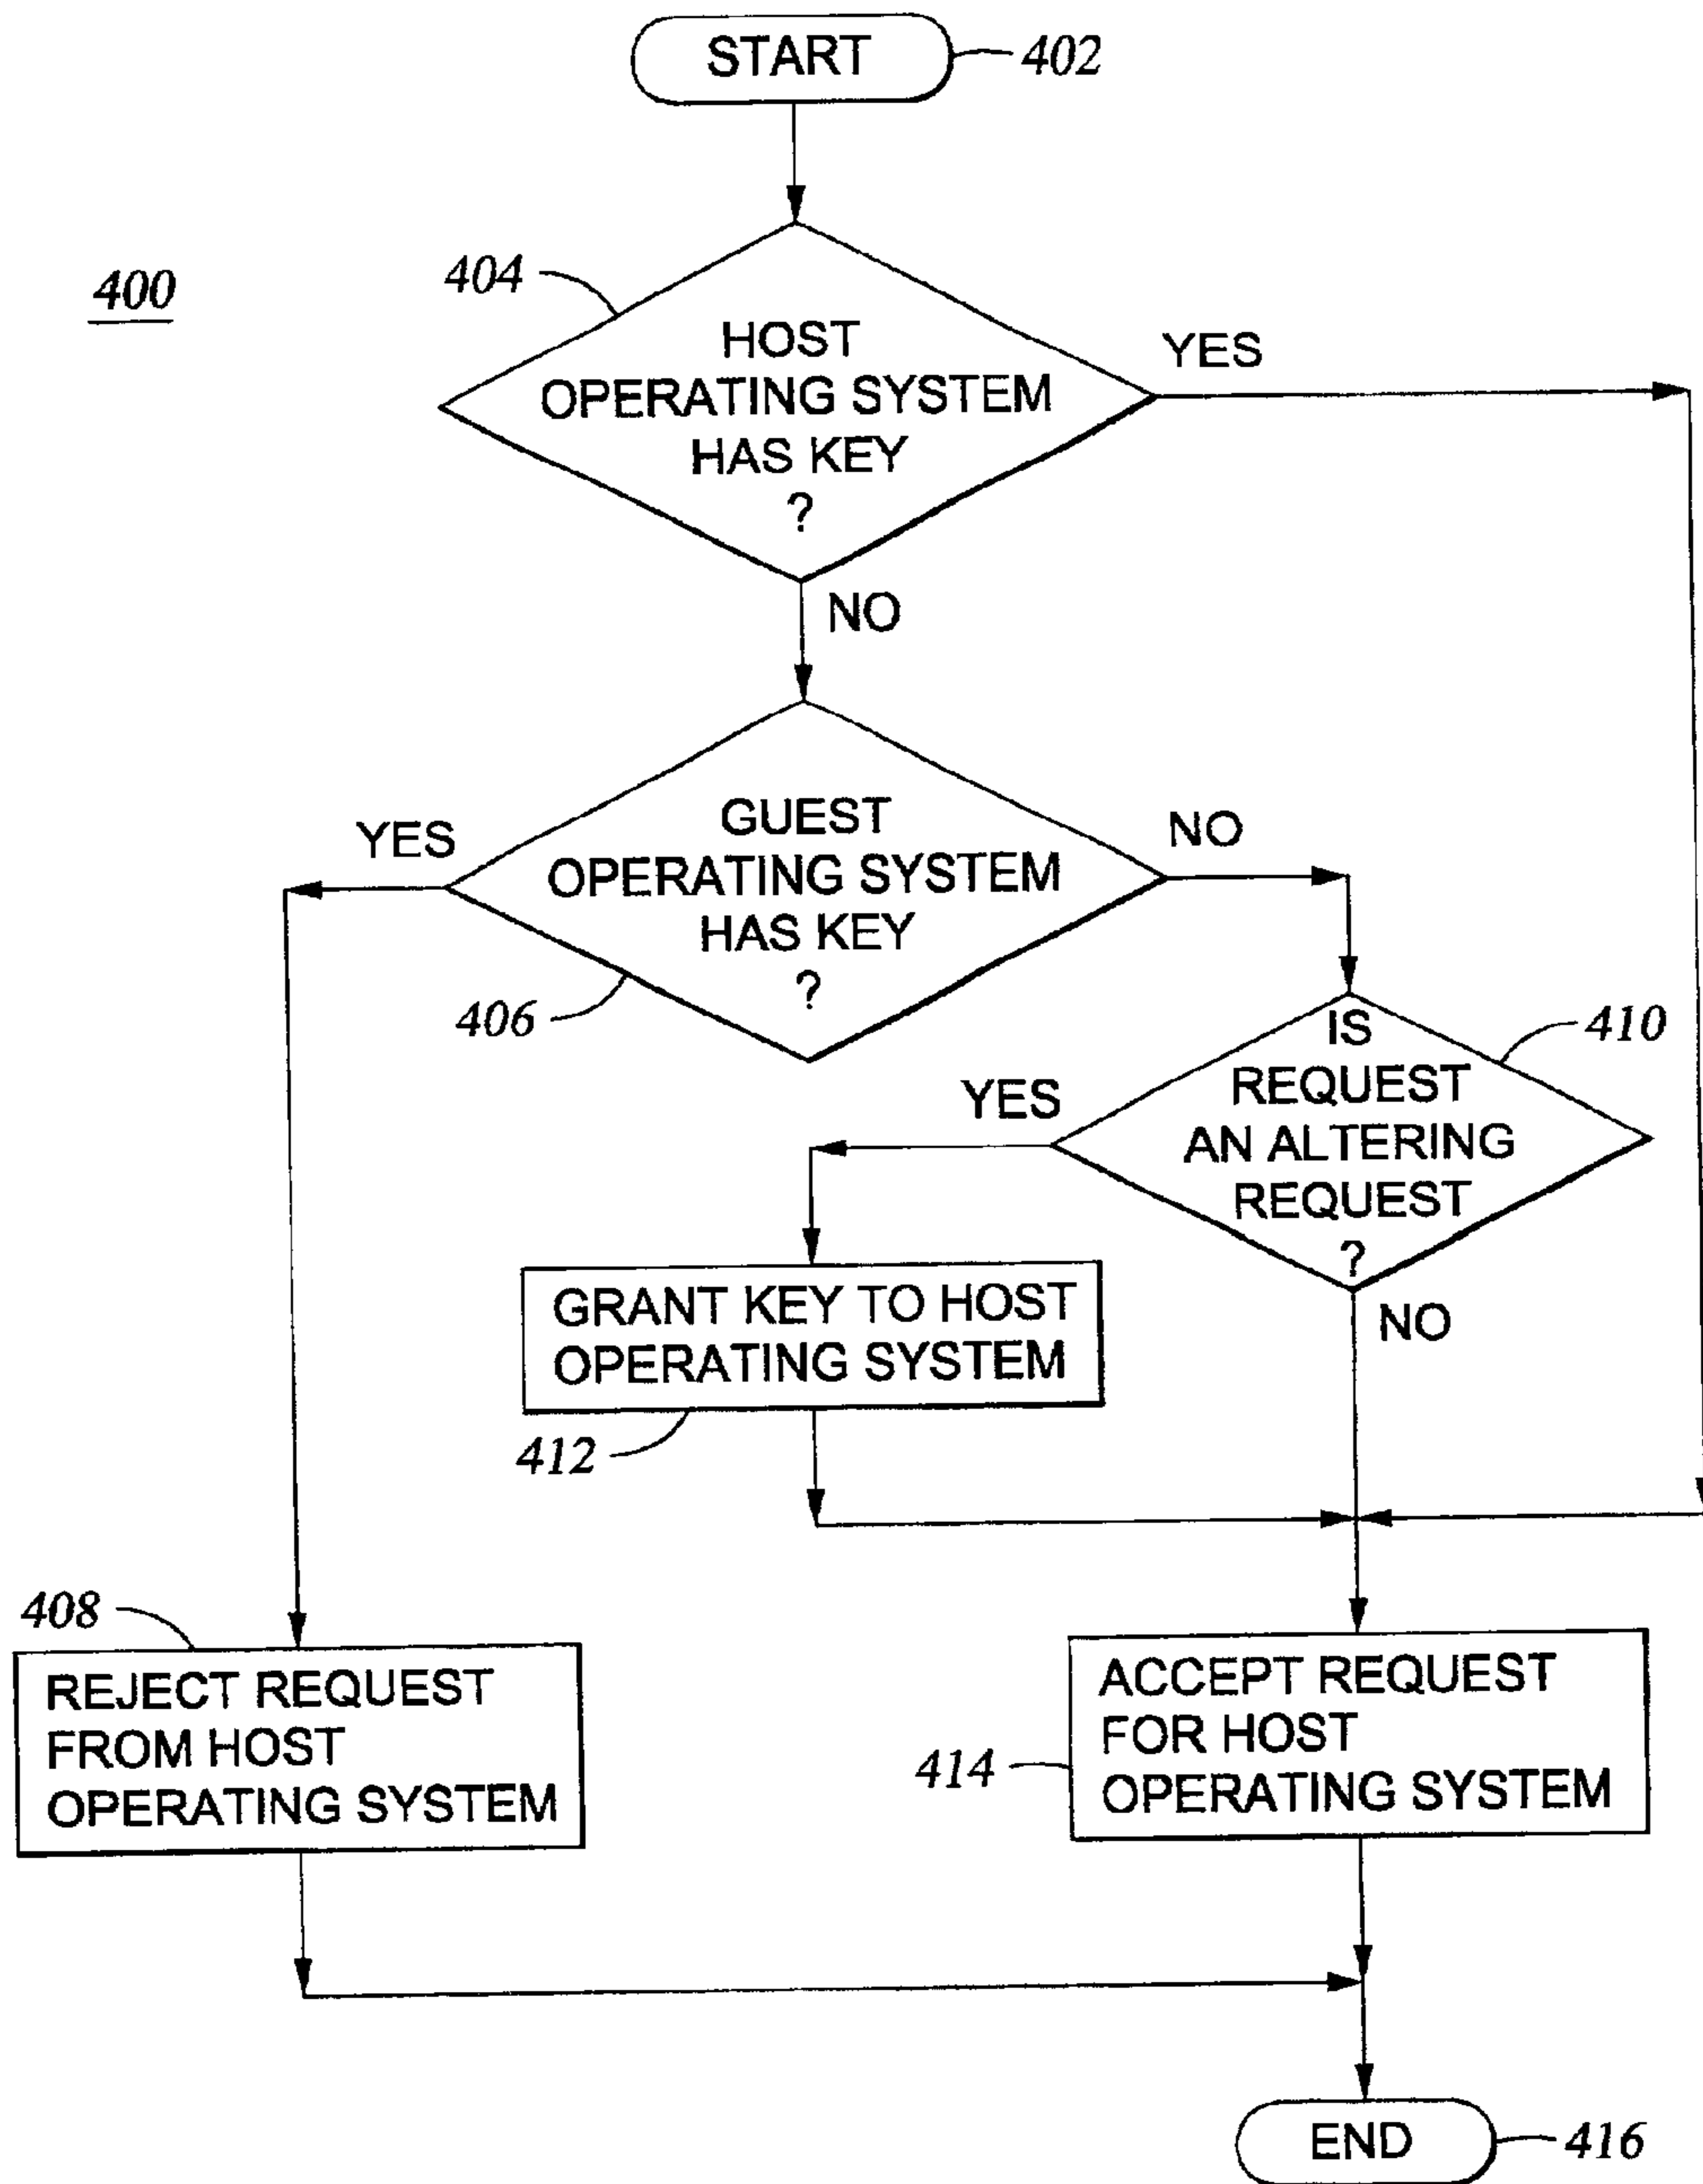 START
402
400
404
HOST
OPERATING SYSTEM
HAS KEY
?
YES
NO
GUEST
OPERATING SYSTEM
HAS KEY
?
YES
NO
406
IS
REQUEST
AN ALTERING
REQUEST
?
410
YES
NO
GRANT KEY TO HOST
OPERATING SYSTEM
412
408
REJECT REQUEST
FROM HOST
OPERATING SYSTEM
ACCEPT REQUEST
FOR HOST
OPERATING SYSTEM
414
END
416